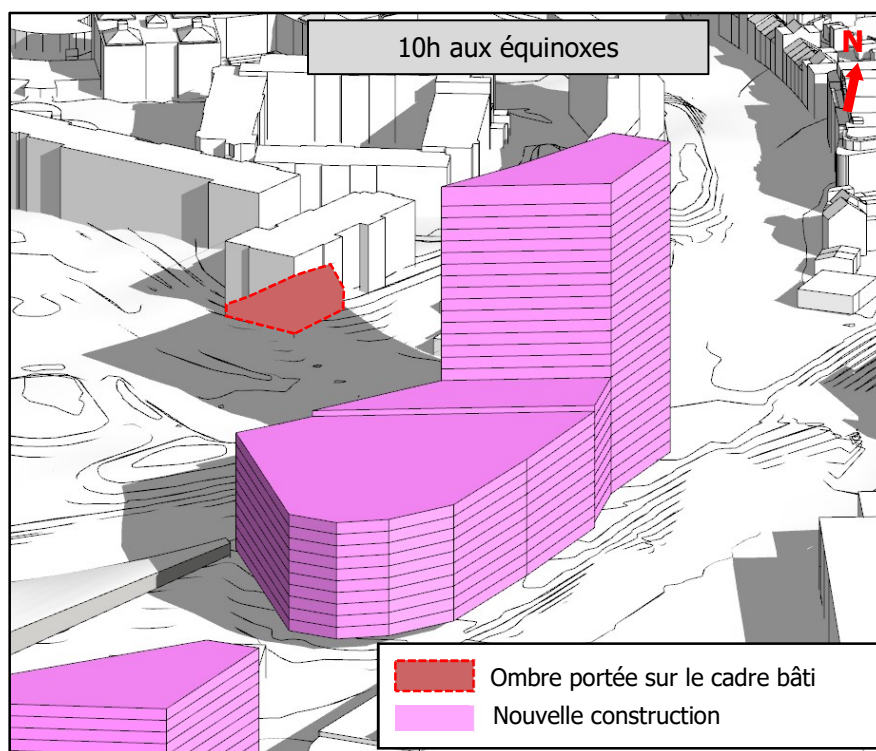 10h aux équinoxes
N
Ombre portée sur le cadre bâti
Nouvelle construction